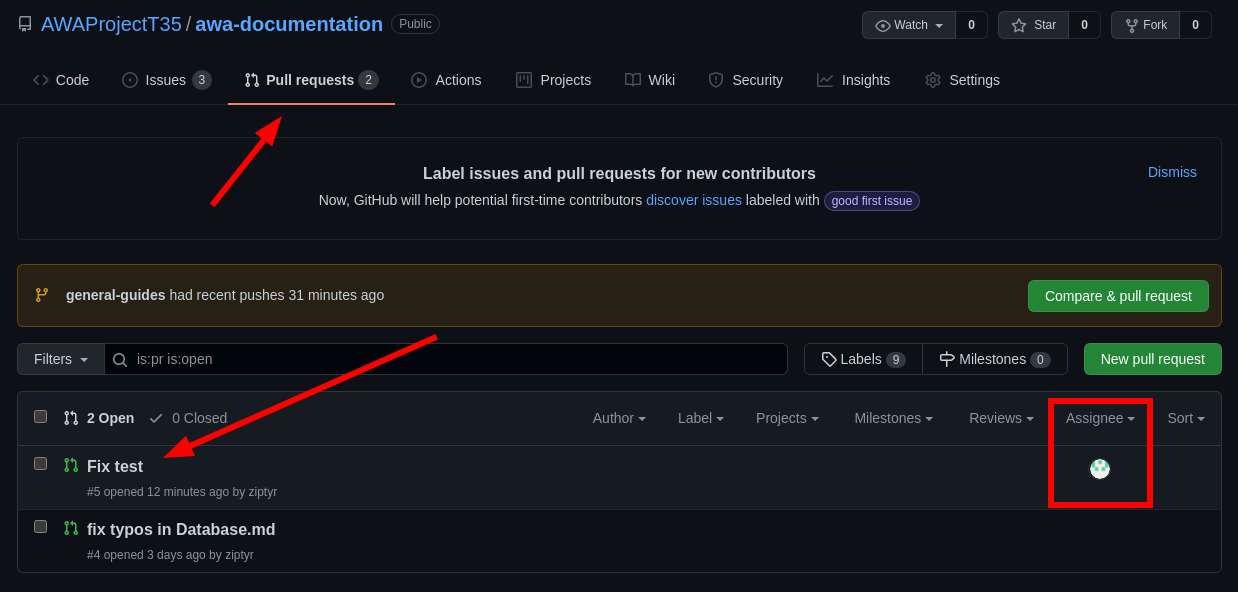 AWAProjectT35 / awa-documentation Public
Watch 0 Star 0 Fork 0
Code Issues 3 Pull requests 2 Actions Projects Wiki Security Insights Settings
Label issues and pull requests for new contributors
Dismiss
Now, GitHub will help potential first-time contributors discover issues labeled with good first issue
general-guides had recent pushes 31 minutes ago
Compare & pull request
Filters is:pr is:open Labels 9 Milestones 0 New pull request
2 Open 0 Closed Author Label Projects Milestones Reviews Assignee Sort
Fix test
#5 opened 12 minutes ago by ziptyr
fix typos in Database.md
#4 opened 3 days ago by ziptyr